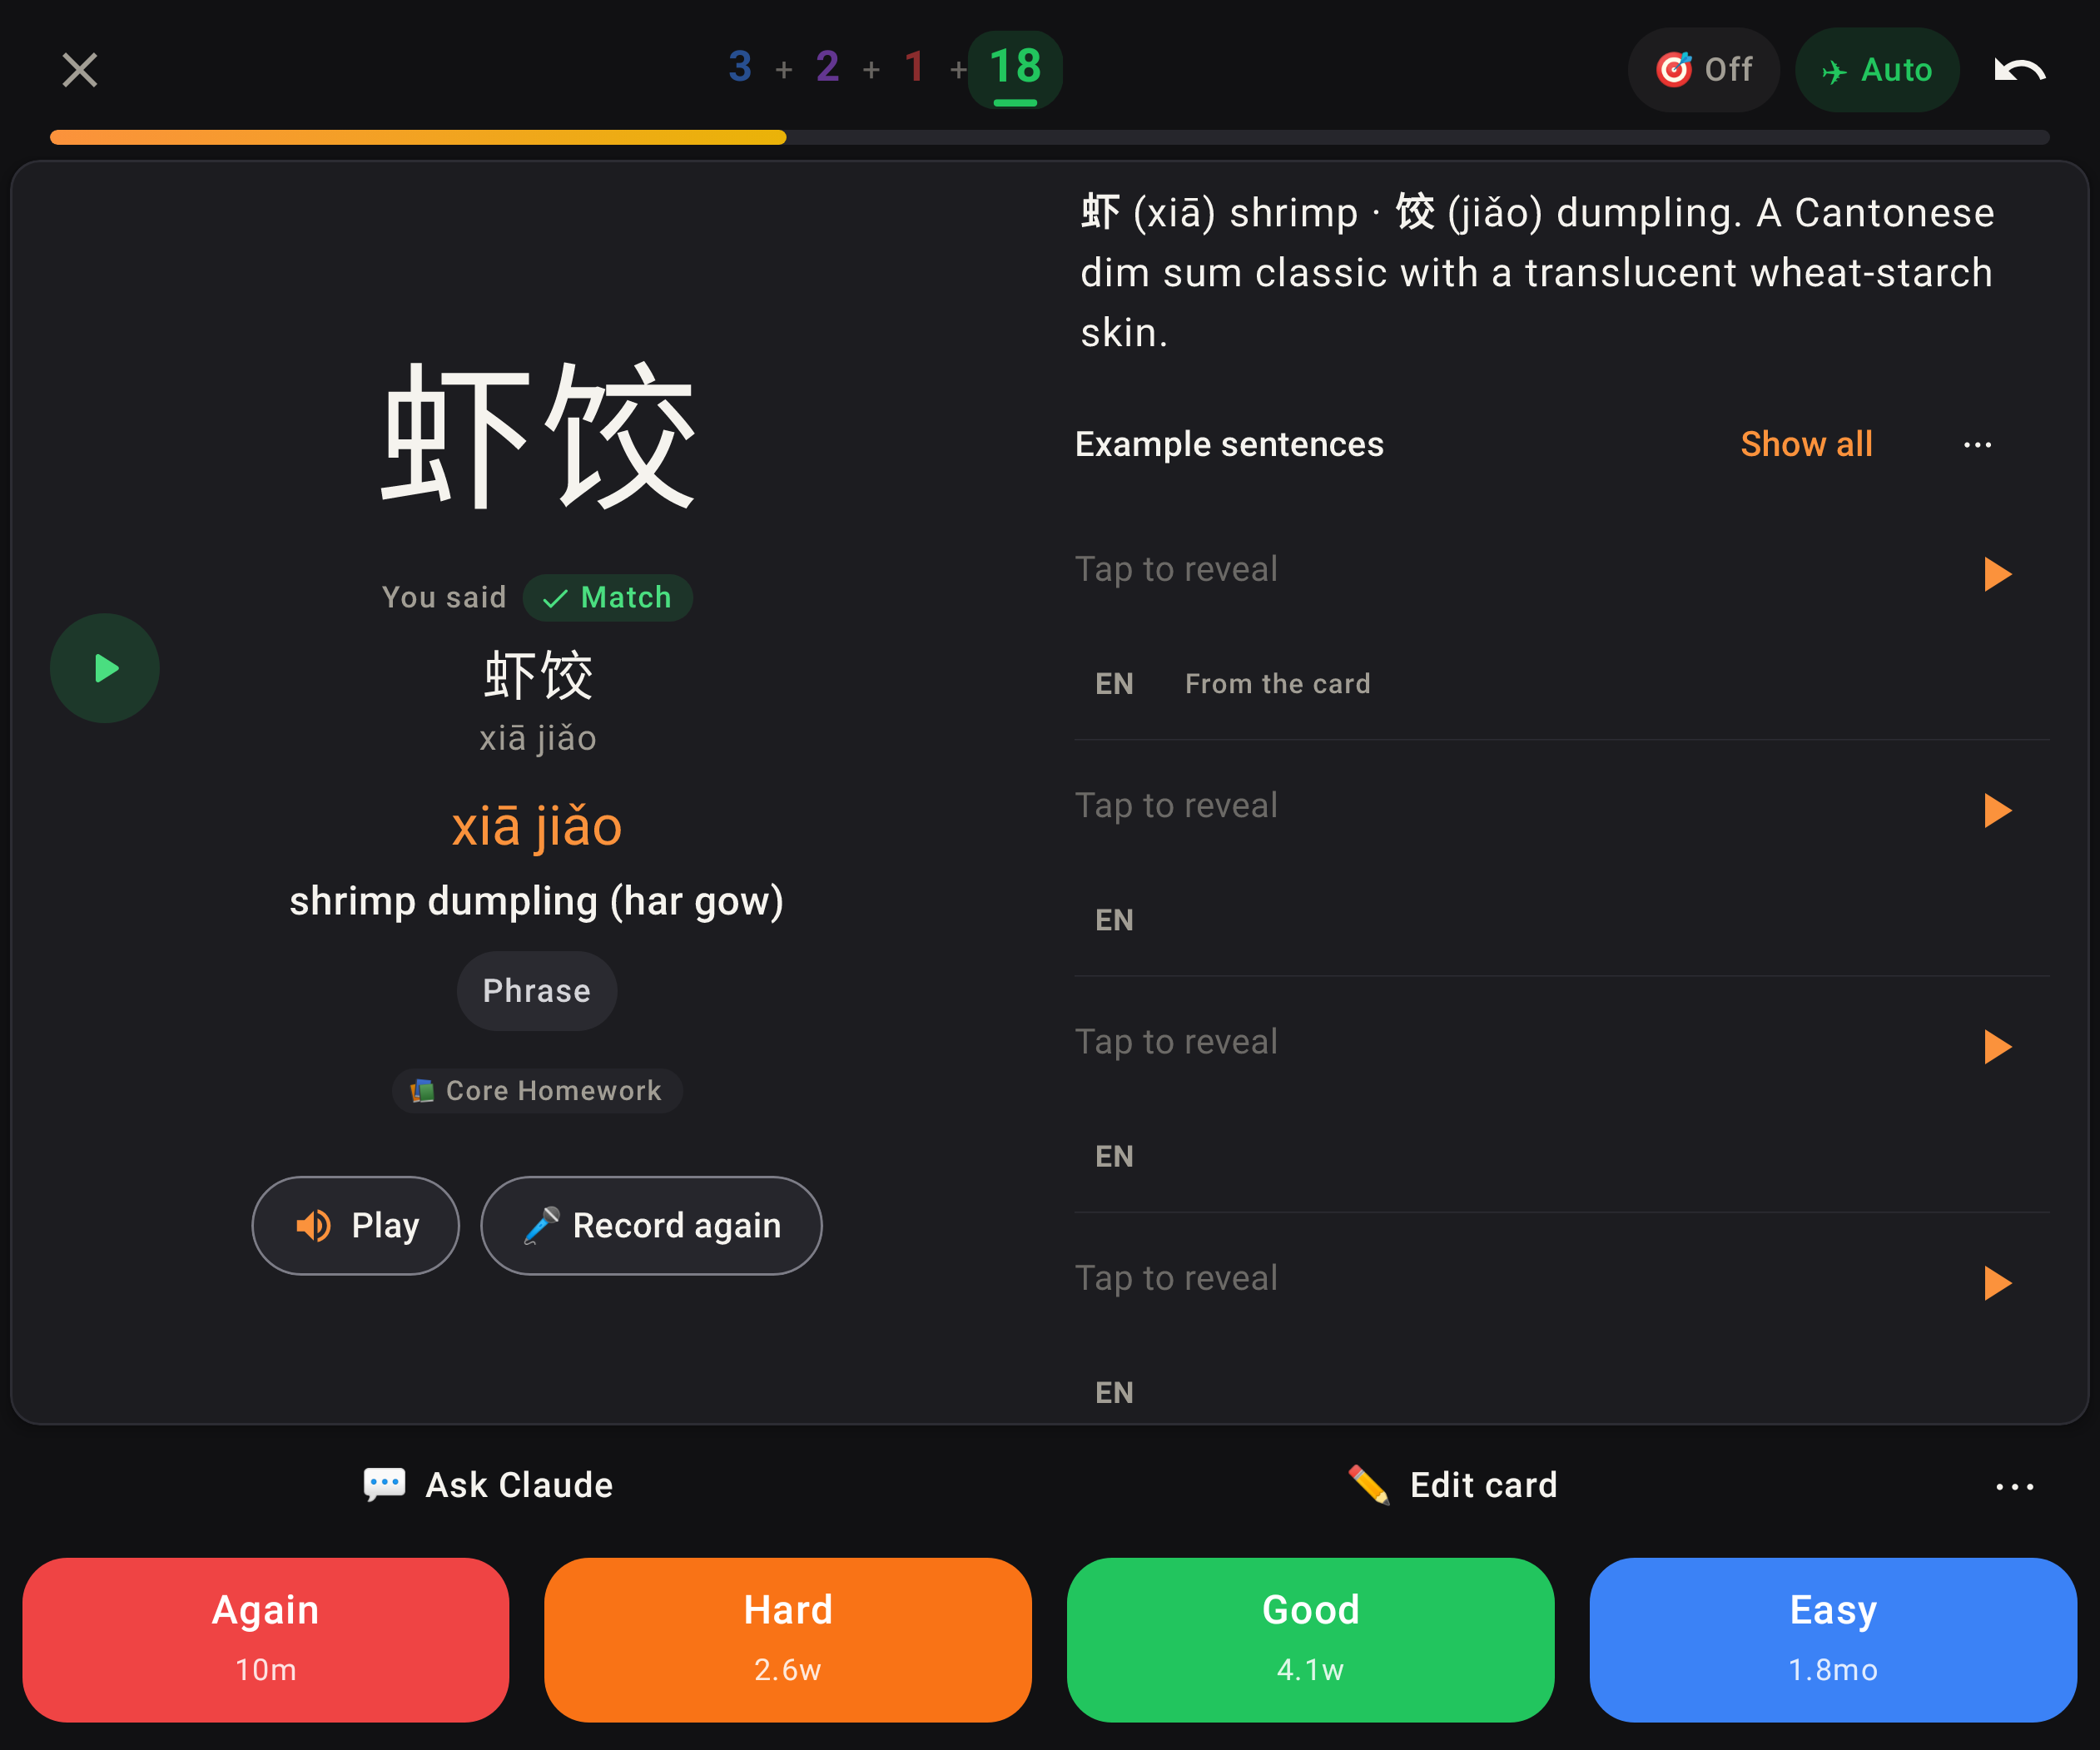 3 + 2 + 1 + 18
Off
Auto
虾饺
You said Match
虾饺
xiā jiǎo
xiā jiǎo
shrimp dumpling (har gow)
Phrase
Core Homework
Play
Record again
虾 (xiā) shrimp · 饺 (jiǎo) dumpling. A Cantonese
dim sum classic with a translucent wheat-starch
skin.
Example sentences Show all
Tap to reveal
EN From the card
Tap to reveal
EN
Tap to reveal
EN
Tap to reveal
EN
Ask Claude
Edit card
Again
10m
Hard
2.6w
Good
4.1w
Easy
1.8mo